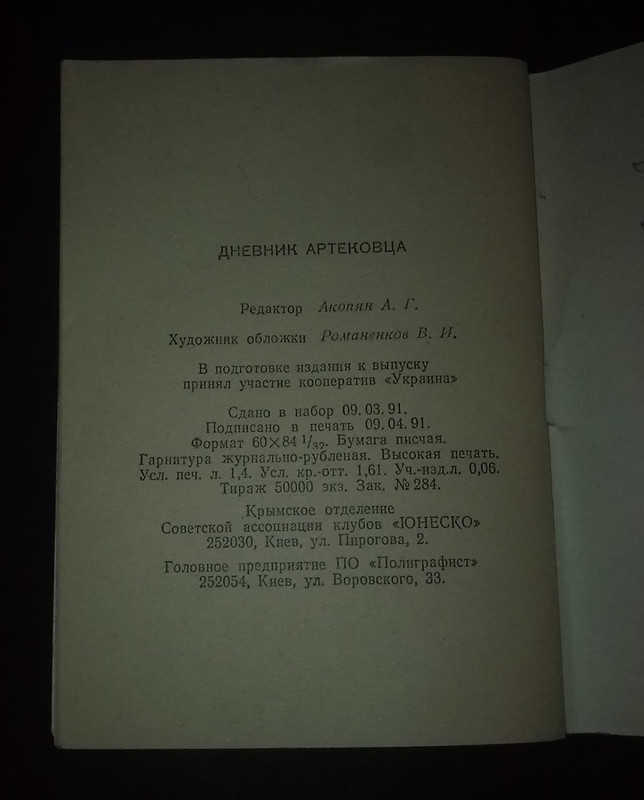 ДНЕВНИК АРТЕКОВЦА
Редактор Акопян А. Г.
Художник обложки Романенков В. И.
В подготовке издания к выпуску
принял участие кооператив «Украина»
Сдано в набор 09.03.91.
Подписано в печать 09.04.91.
Формат 60×84 1/32. Бумага писчая.
Гарнитура журнально-рубленая. Высокая печать.
Усл. печ. л. 1,4. Усл. кр.-отт. 1,61. Уч.-изд.л. 0,06.
Тираж 50000 экз. Зак. №284.
Крымское отделение
Советской ассоциации клубов «ЮНЕСКО»
252030, Киев, ул. Пирогова, 2.
Головное предприятие ПО «Полиграфист»
252054, Киев, ул. Воровского, 33.